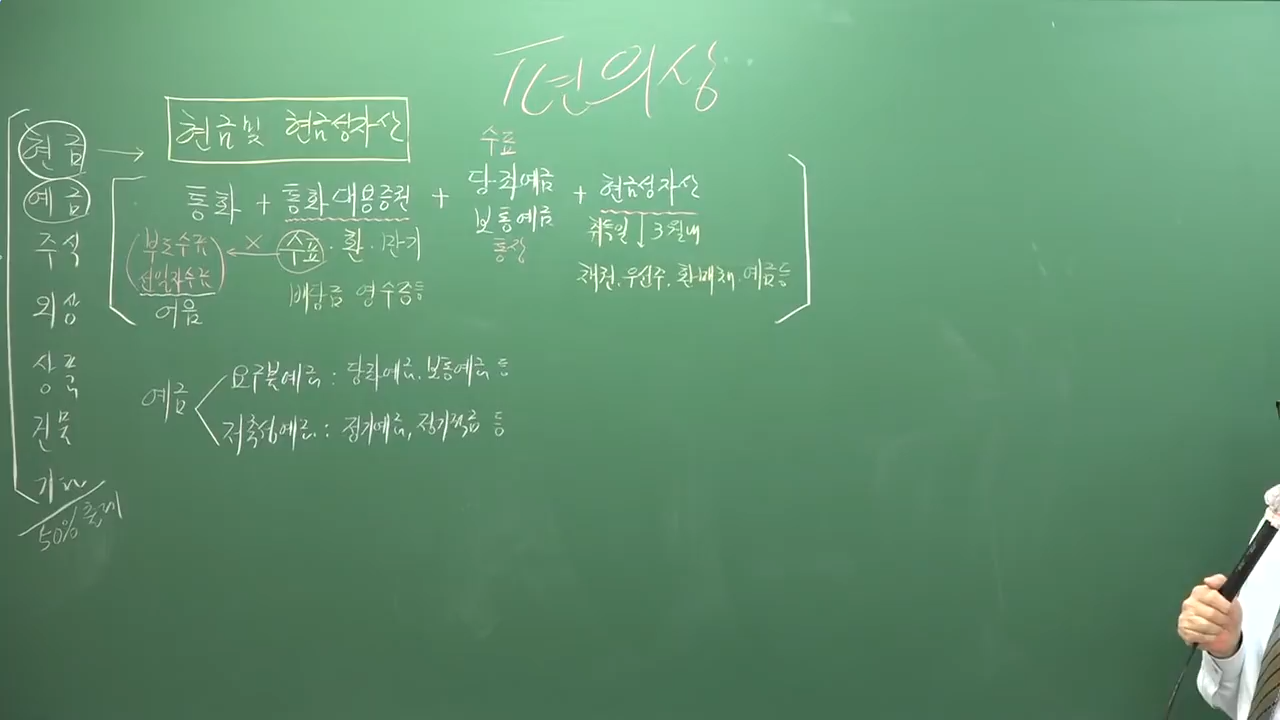 편의상
현금 → 현금 및 현금성자산
예금
주식
외상
상품
건물
기계
50% 출제
통화 + 통화대용증권 + 수표 당좌예금 보통예금 통장 + 현금성자산
부도수표 선일자수표 ← × 수표·환·만기
어음
배당금 영수증 등
취득일 ↓ 3월내
채권, 우선주, 환매채, 예금 등
예금
요구불예금 : 당좌예금, 보통예금 등
저축성예금 : 정기예금, 정기적금 등